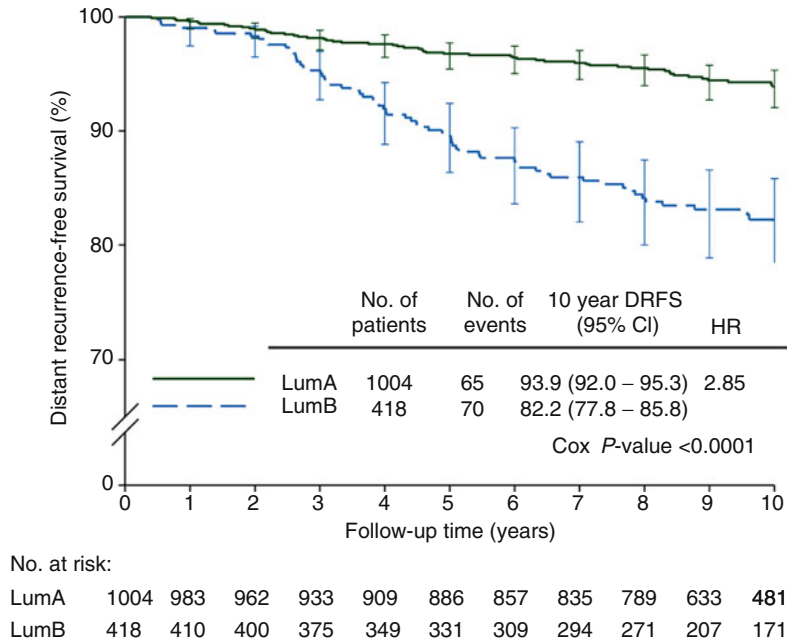 100
90
80
70
0
Distant recurrence-free survival (%)
No. of patients No. of events 10 year DRFS (95% CI) HR
LumA 1004 65 93.9 (92.0 – 95.3) 2.85
LumB 418 70 82.2 (77.8 – 85.8)
Cox P-value <0.0001
0 1 2 3 4 5 6 7 8 9 10
Follow-up time (years)
No. at risk:
LumA 1004 983 962 933 909 886 857 835 789 633 481
LumB 418 410 400 375 349 331 309 294 271 207 171